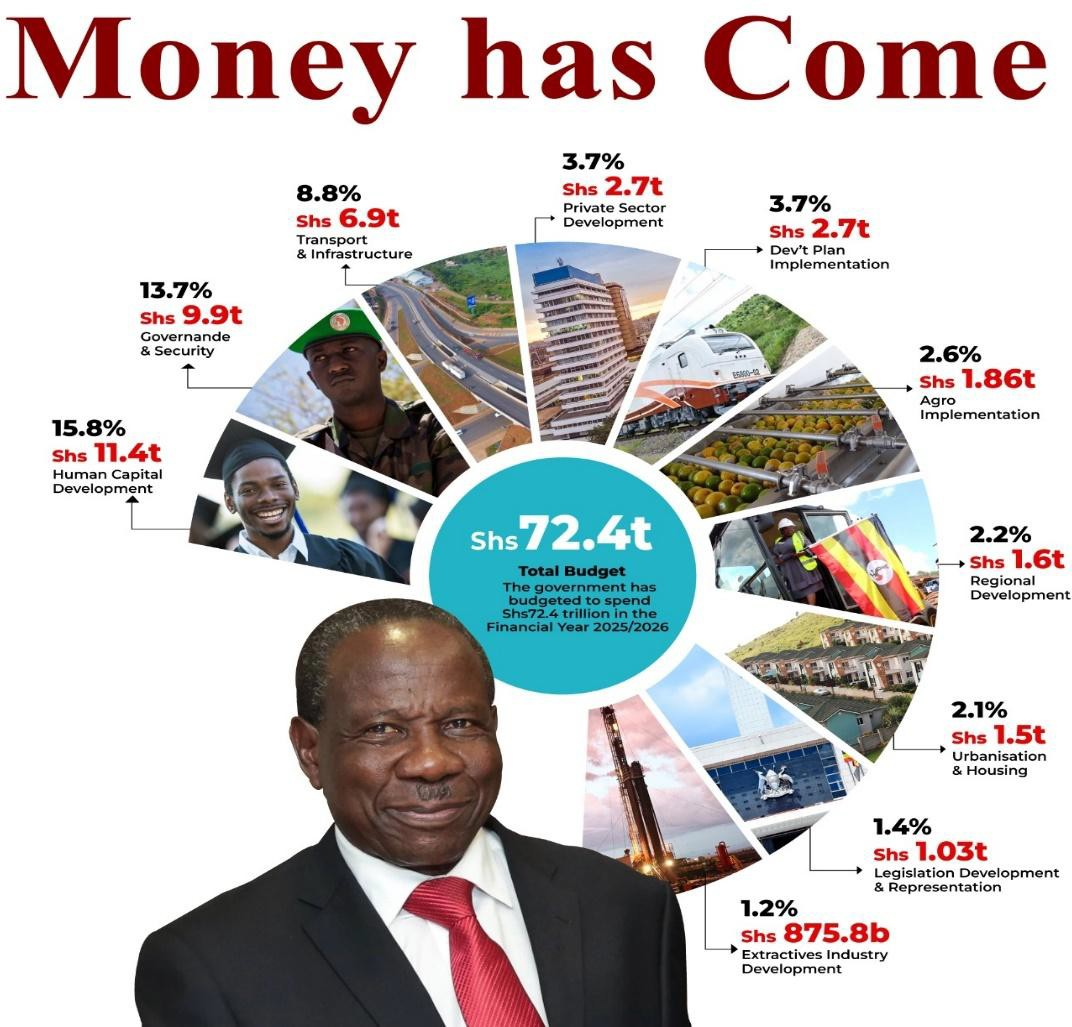 Money has Come
3.7%
Shs 2.7t
Private Sector
Development
8.8%
Shs 6.9t
Transport
& Infrastructure
3.7%
Shs 2.7t
Dev't Plan
Implementation
13.7%
Shs 9.9t
Governande
& Security
2.6%
Shs 1.86t
Agro
Implementation
15.8%
Shs 11.4t
Human Capital
Development
Shs72.4t
Total Budget
The government has
budgeted to spend
Shs72.4 trillion in the
Financial Year 2025/2026
2.2%
Shs 1.6t
Regional
Development
2.1%
Shs 1.5t
Urbanisation
& Housing
1.4%
Shs 1.03t
Legislation Development
& Representation
1.2%
Shs 875.8b
Extractives Industry
Development